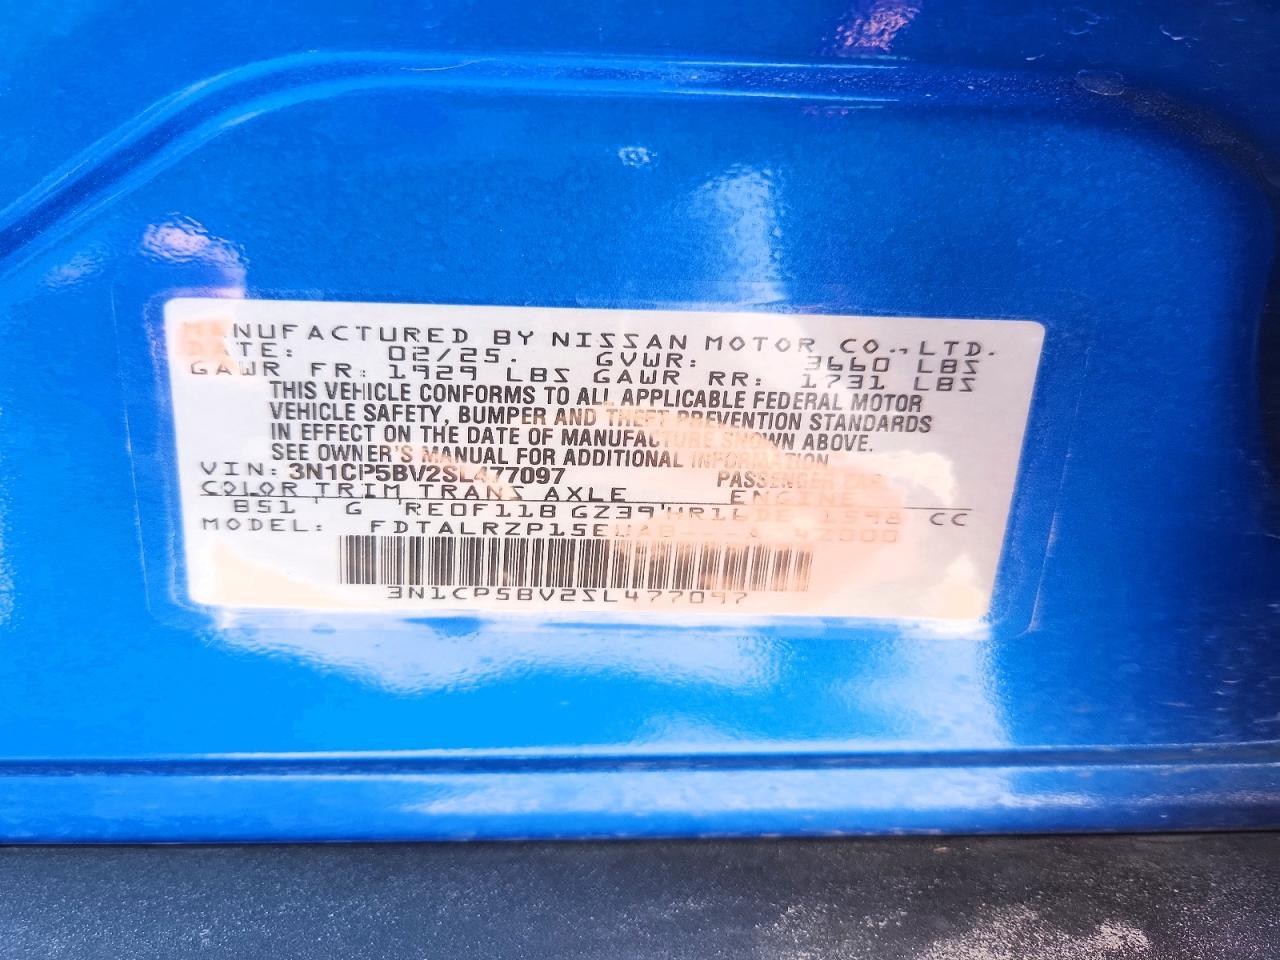 MANUFACTURED BY NISSAN MOTOR CO., LTD.
DATE: 02/25. GVWR: 3660 LBS
GAWR FR: 1929 LBS GAWR RR: 1731 LBS
THIS VEHICLE CONFORMS TO ALL APPLICABLE FEDERAL MOTOR
VEHICLE SAFETY, BUMPER AND THEFT PREVENTION STANDARDS
IN EFFECT ON THE DATE OF MANUFACTURE SHOWN ABOVE.
SEE OWNER'S MANUAL FOR ADDITIONAL INFORMATION
VIN: 3N1CP5BV2SL477097 PASSENGER CAR
COLOR TRIM TRANS AXLE ENGINE
B51 G RE0F11B GZ39 HR16DE 1598 CC
MODEL: FDTALRZP15EUAB---A 42000
3N1CP5BV2SL477097